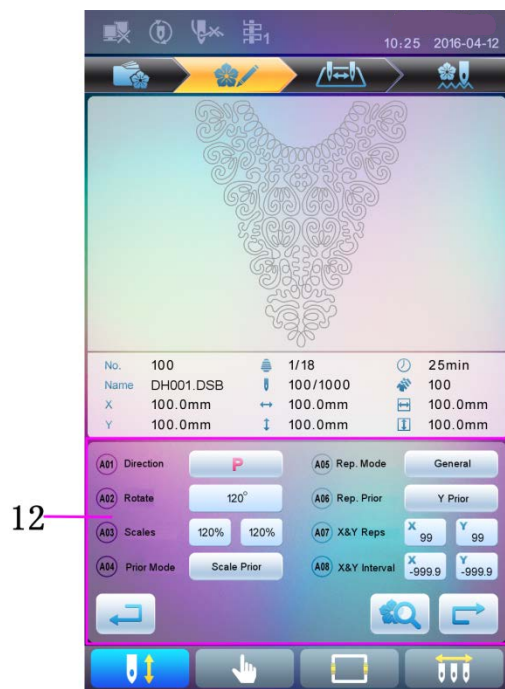 1
10:25 2016-04-12
No. 100 1/18 25min
Name DH001.DSB 100/1000 100
X 100.0mm 100.0mm 100.0mm
Y 100.0mm 100.0mm 100.0mm
A01 Direction P A05 Rep. Mode General
A02 Rotate 120° A06 Rep. Prior Y Prior
A03 Scales 120% 120% A07 X&Y Reps X 99 Y 99
A04 Prior Mode Scale Prior A08 X&Y Interval X -999.9 Y -999.9
12